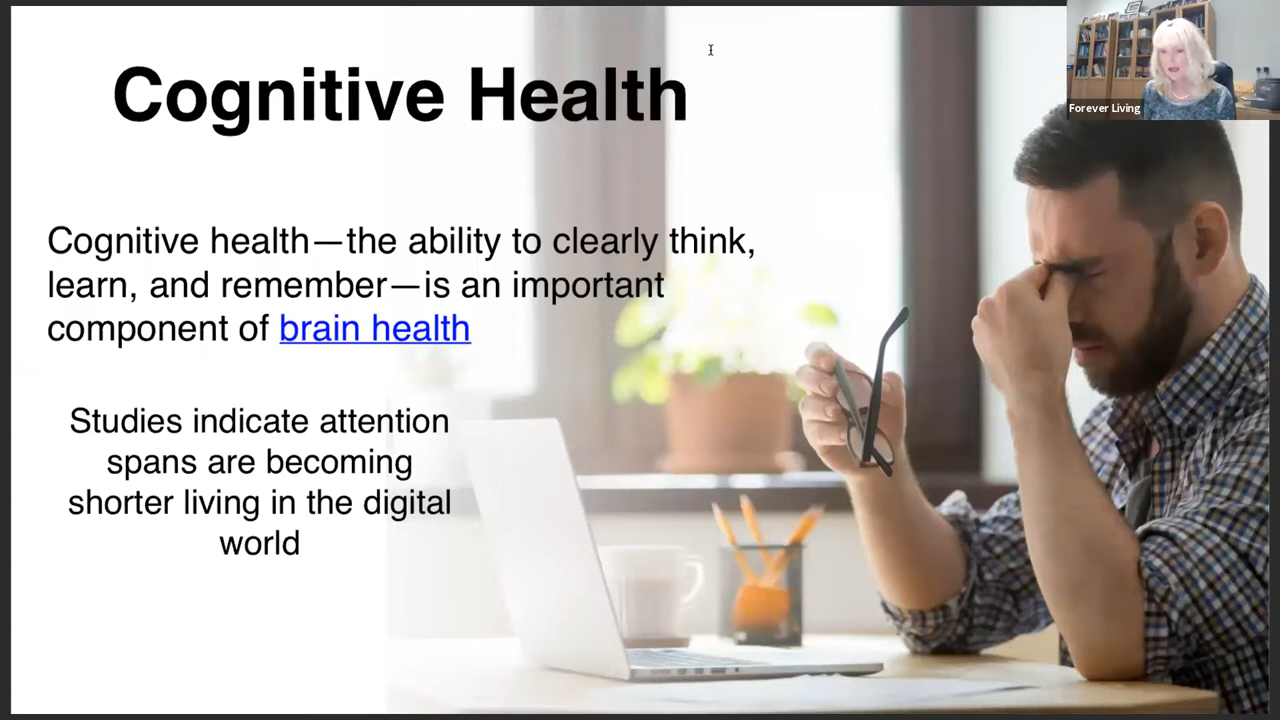 Cognitive Health
Forever Living
Cognitive health—the ability to clearly think,
learn, and remember—is an important
component of brain health
Studies indicate attention
spans are becoming
shorter living in the digital
world